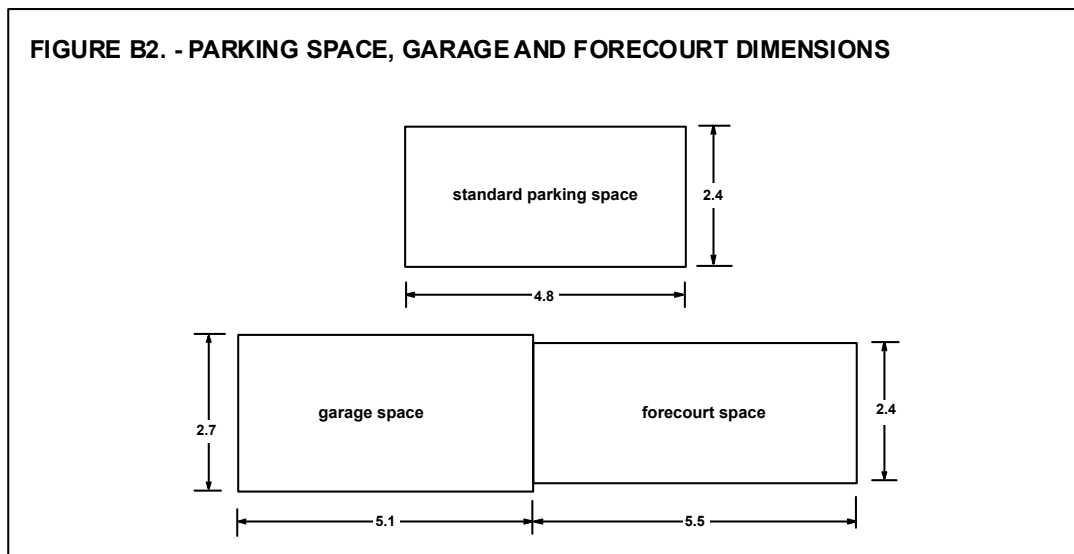 FIGURE B2. - PARKING SPACE, GARAGE AND FORECOURT DIMENSIONS
standard parking space
2.4
4.8
garage space
forecourt space
2.7
2.4
5.1
5.5